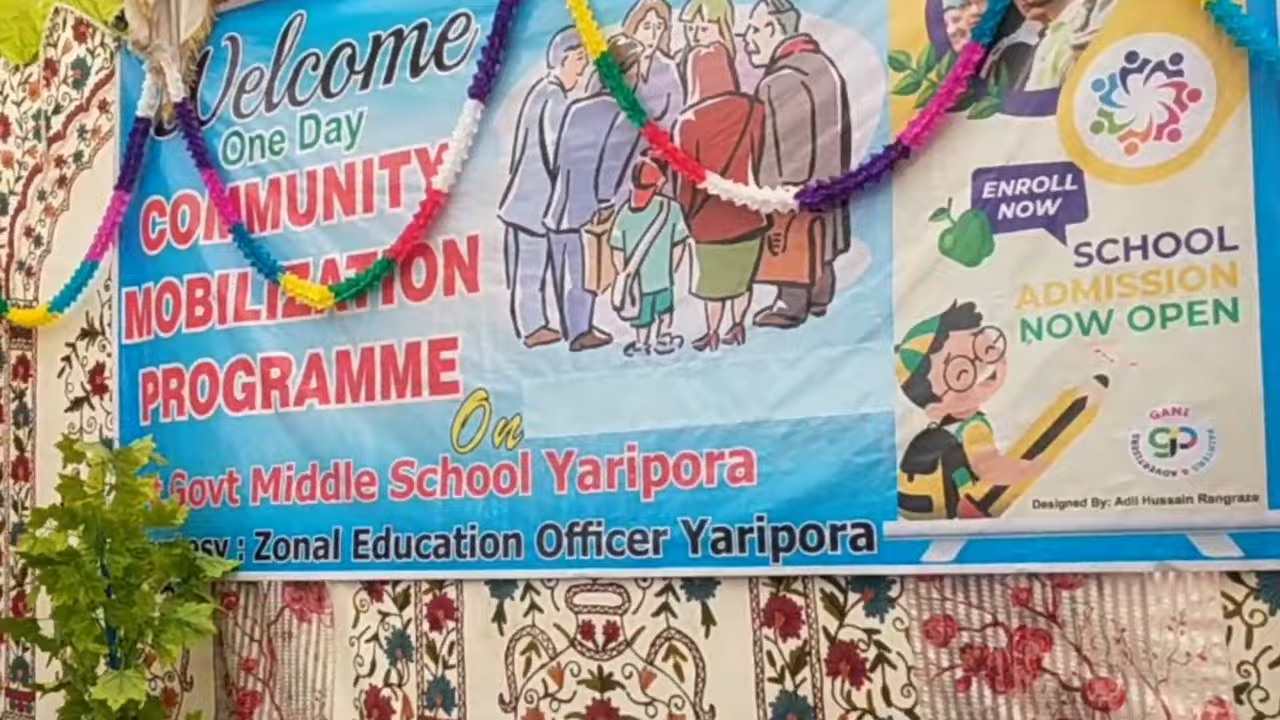 Welcome
One Day
COMMUNITY
MOBILIZATION
PROGRAMME
On
Govt Middle School Yaripora
: Zonal Education Officer Yaripora
ENROLL
NOW
SCHOOL
ADMISSION
NOW OPEN
GANI
Designed By: Adil Hussain Rangraze